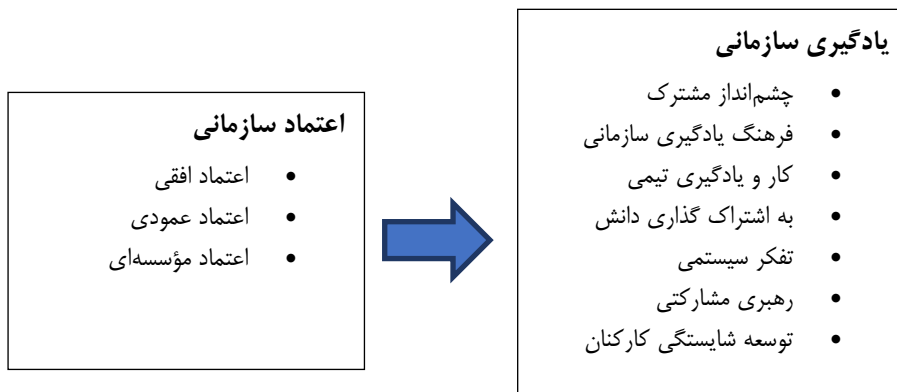 یادگیری سازمانی
• چشم‌انداز مشترک
• فرهنگ یادگیری سازمانی
• کار و یادگیری تیمی
• به اشتراک گذاری دانش
• تفکر سیستمی
• رهبری مشارکتی
• توسعه شایستگی کارکنان
اعتماد سازمانی
• اعتماد افقی
• اعتماد عمودی
• اعتماد مؤسسه‌ای